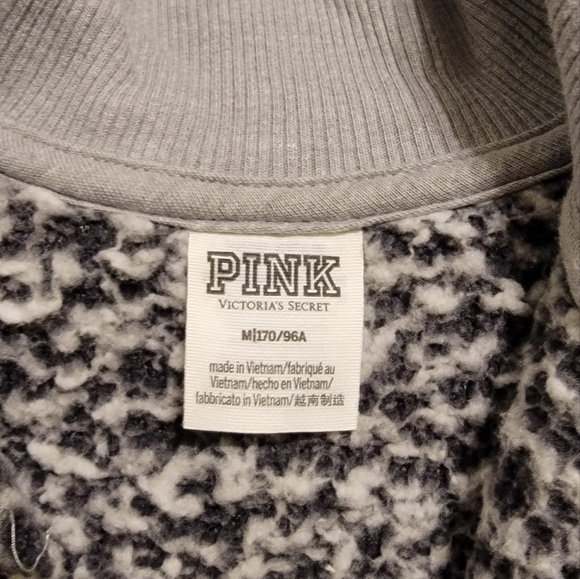 PINK
VICTORIA'S SECRET
M|170/96A
made in Vietnam/fabriqué au
Vietnam/hecho en Vietnam/
fabbricato in Vietnam/越南制造